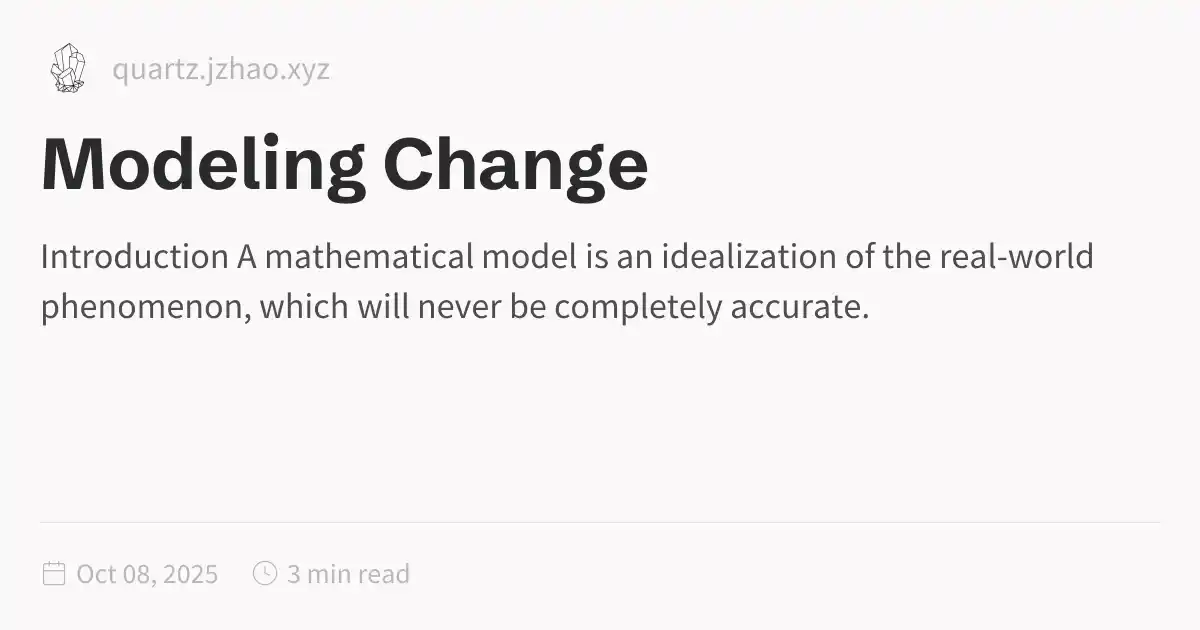 quartz.jzhao.xyz
Modeling Change
Introduction A mathematical model is an idealization of the real-world
phenomenon, which will never be completely accurate.
Oct 08, 2025 3 min read